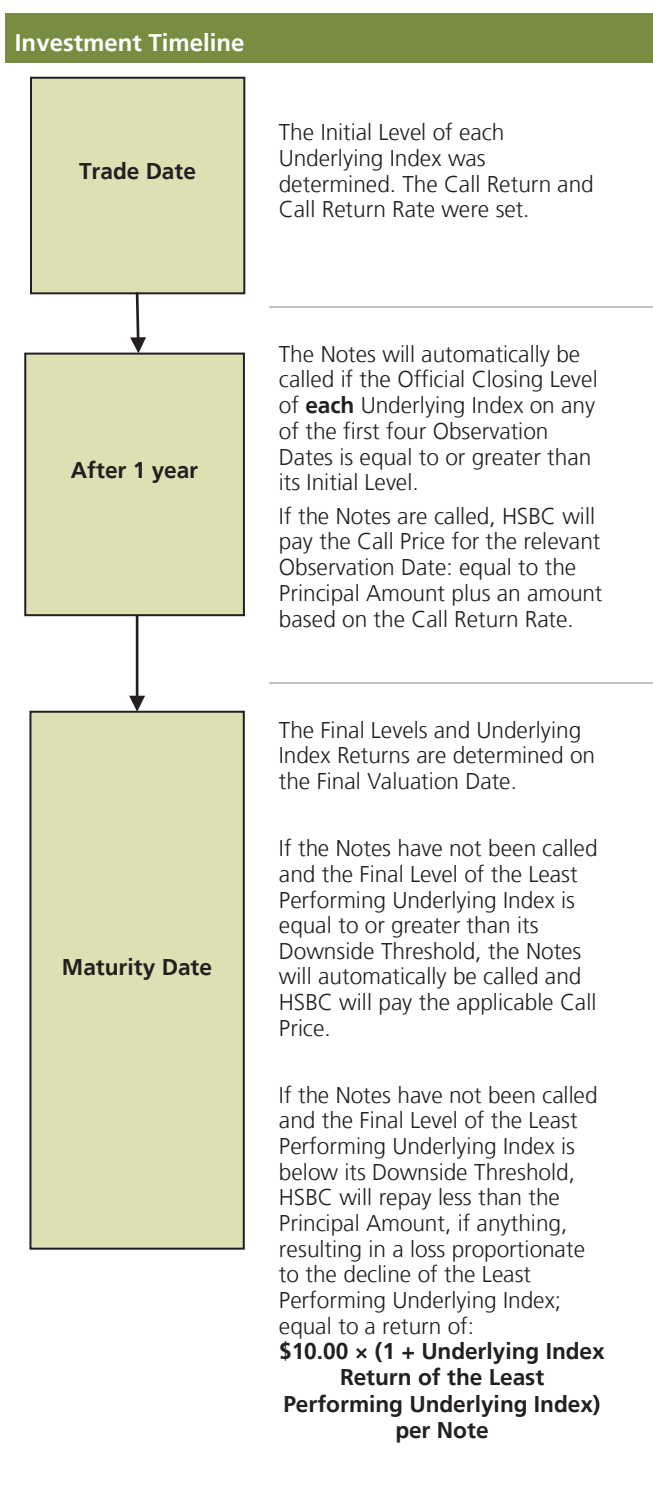 Investment Timeline
Trade Date
The Initial Level of each
Underlying Index was
determined. The Call Return and
Call Return Rate were set.
After 1 year
The Notes will automatically be
called if the Official Closing Level
of each Underlying Index on any
of the first four Observation
Dates is equal to or greater than
its Initial Level.
If the Notes are called, HSBC will
pay the Call Price for the relevant
Observation Date: equal to the
Principal Amount plus an amount
based on the Call Return Rate.
Maturity Date
The Final Levels and Underlying
Index Returns are determined on
the Final Valuation Date.
If the Notes have not been called
and the Final Level of the Least
Performing Underlying Index is
equal to or greater than its
Downside Threshold, the Notes
will automatically be called and
HSBC will pay the applicable Call
Price.
If the Notes have not been called
and the Final Level of the Least
Performing Underlying Index is
below its Downside Threshold,
HSBC will repay less than the
Principal Amount, if anything,
resulting in a loss proportionate
to the decline of the Least
Performing Underlying Index;
equal to a return of:
$10.00 × (1 + Underlying Index
Return of the Least
Performing Underlying Index)
per Note